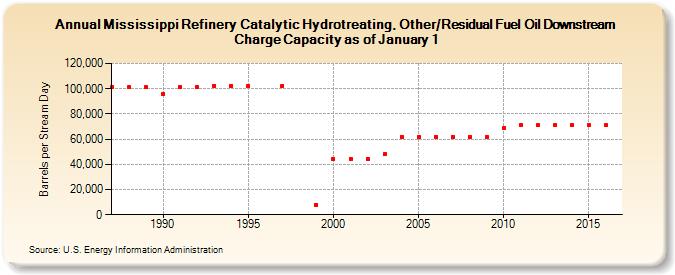 Annual Mississippi Refinery Catalytic Hydrotreating, Other/Residual Fuel Oil Downstream
Charge Capacity as of January 1
Barrels per Stream Day
120,000
100,000
80,000
60,000
40,000
20,000
0
1990 1995 2000 2005 2010 2015
Source: U.S. Energy Information Administration